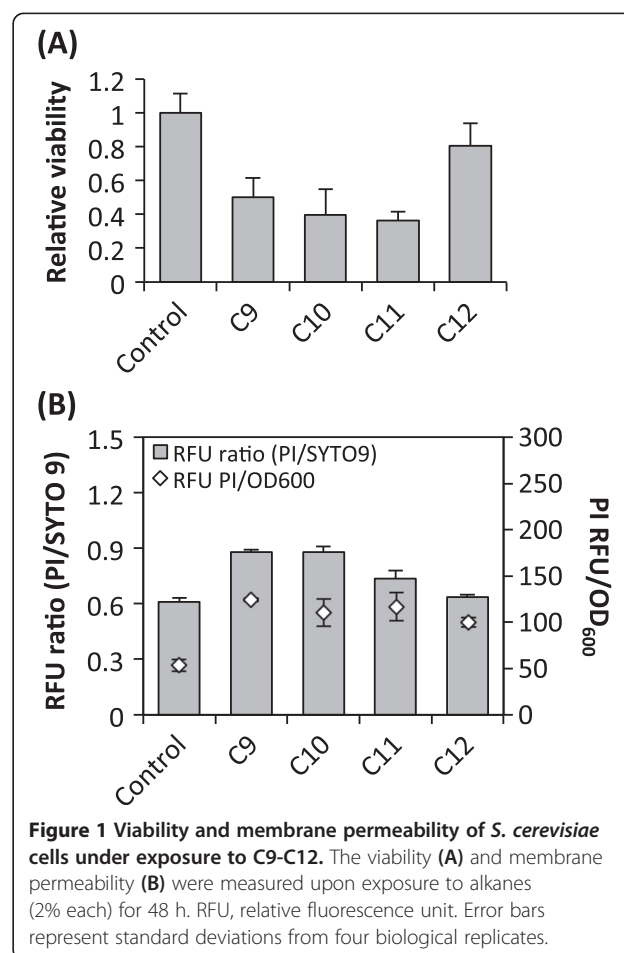 (A)
Relative viability
1.2
1
0.8
0.6
0.4
0.2
0
Control
C9
C10
C11
C12
(B)
RFU ratio (PI/SYTO 9)
1.5
1.2
0.9
0.6
0.3
0
RFU ratio (PI/SYTO9)
RFU PI/OD600
300
250
200
150
100
50
0
PI RFU/OD600
Control
C9
C10
C11
C12
Figure 1 Viability and membrane permeability of S. cerevisiae
cells under exposure to C9-C12. The viability (A) and membrane
permeability (B) were measured upon exposure to alkanes
(2% each) for 48 h. RFU, relative fluorescence unit. Error bars
represent standard deviations from four biological replicates.